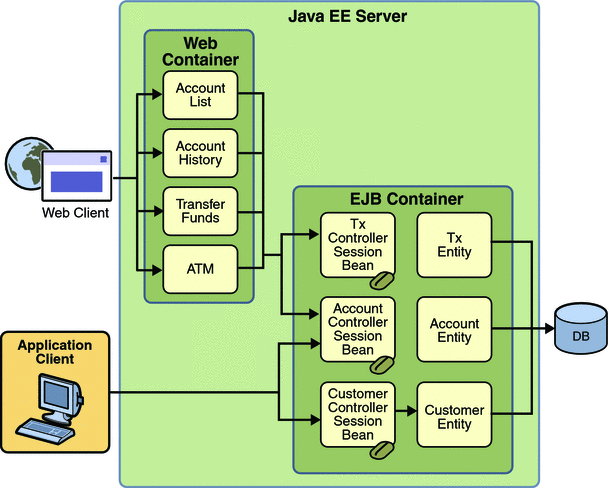 Java EE Server
Web
Container
Account
List
Account
History
Transfer
Funds
ATM
Web Client
EJB Container
Tx
Controller
Session
Bean
Tx
Entity
Account
Controller
Session
Bean
Account
Entity
Customer
Controller
Session
Bean
Customer
Entity
DB
Application
Client